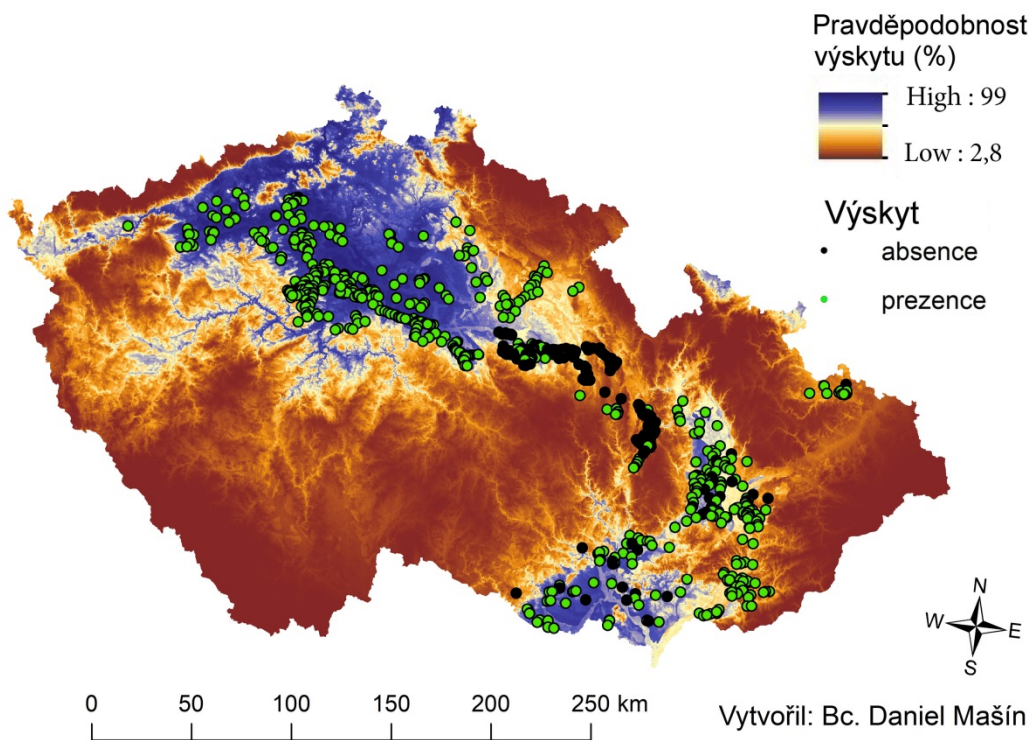 Pravděpodobnost
výskytu (%)
High : 99
Low : 2,8
Výskyt
absence
prezence
N
W E
S
0 50 100 150 200 250 km
Vytvořil: Bc. Daniel Mašín